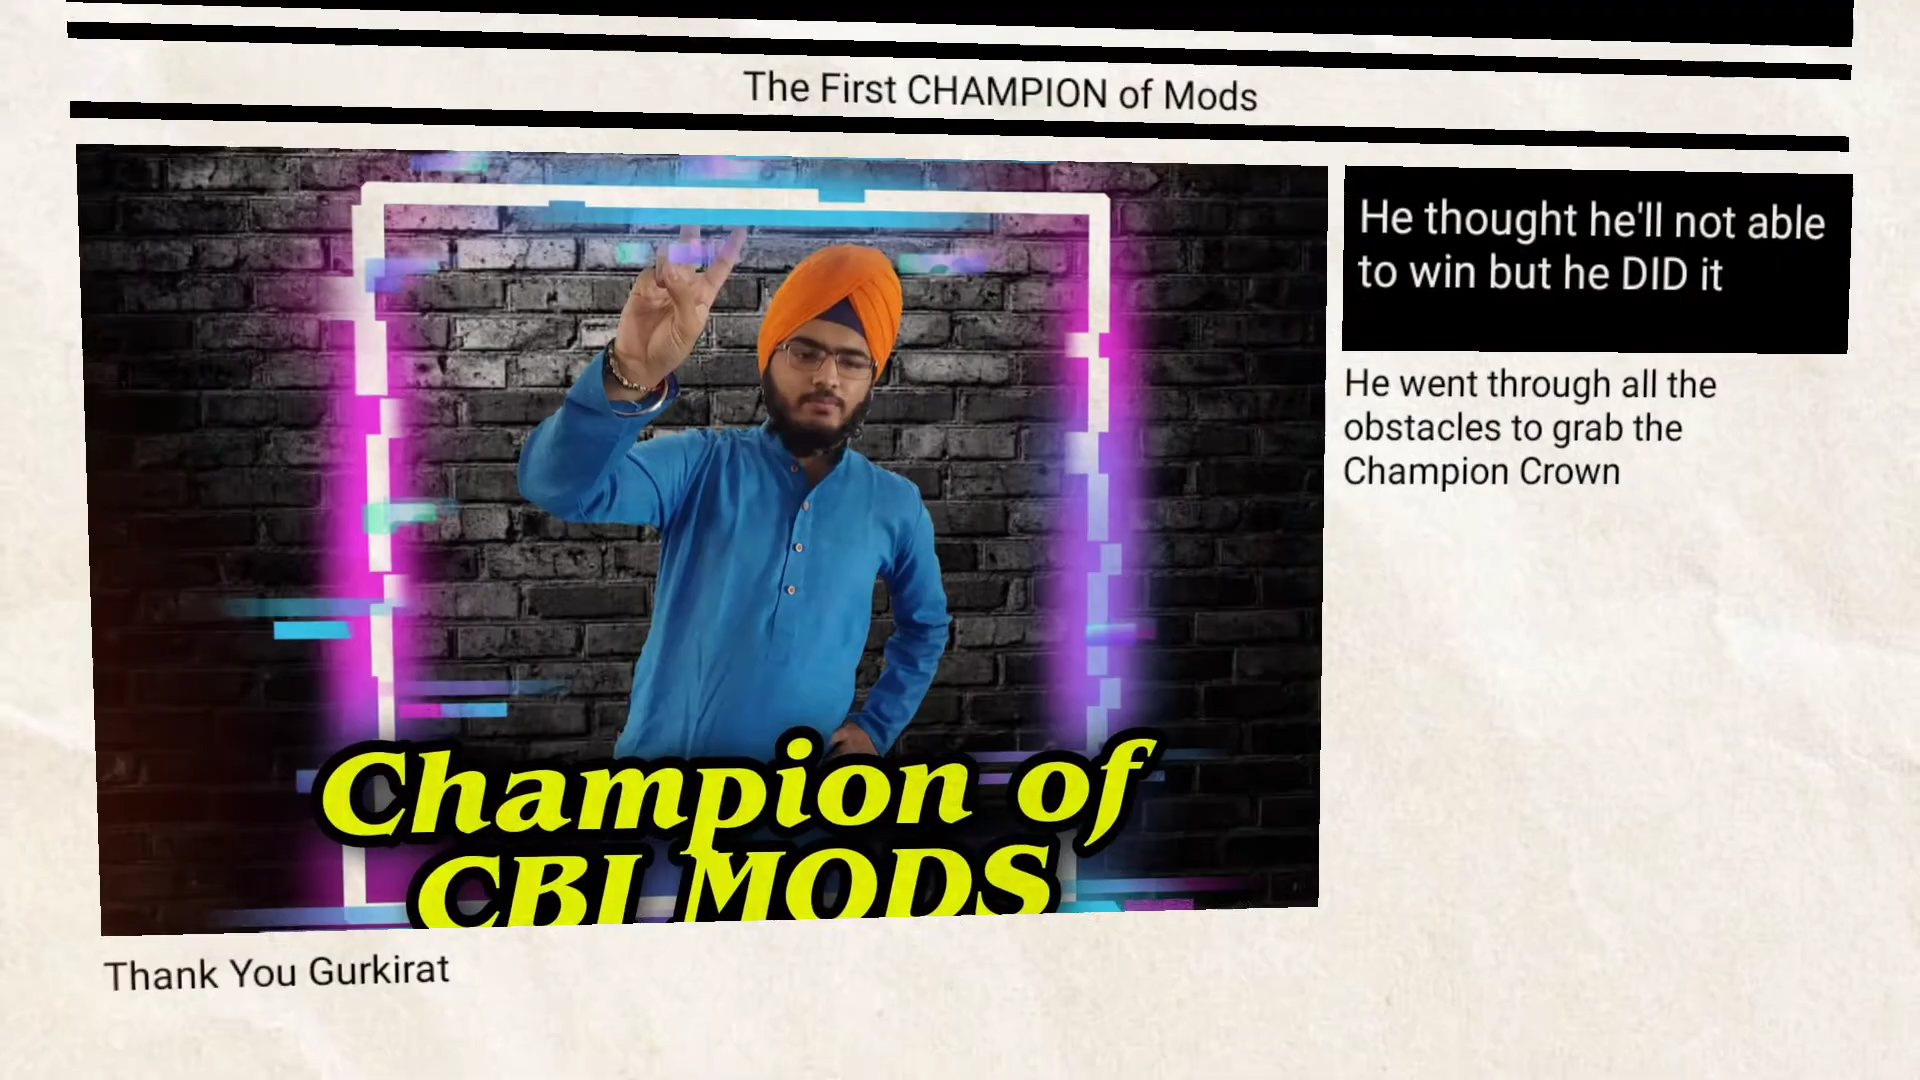 The First CHAMPION of Mods
He thought he'll not able
to win but he DID it
He went through all the
obstacles to grab the
Champion Crown
Champion of
CBI MODS
Thank You Gurkirat